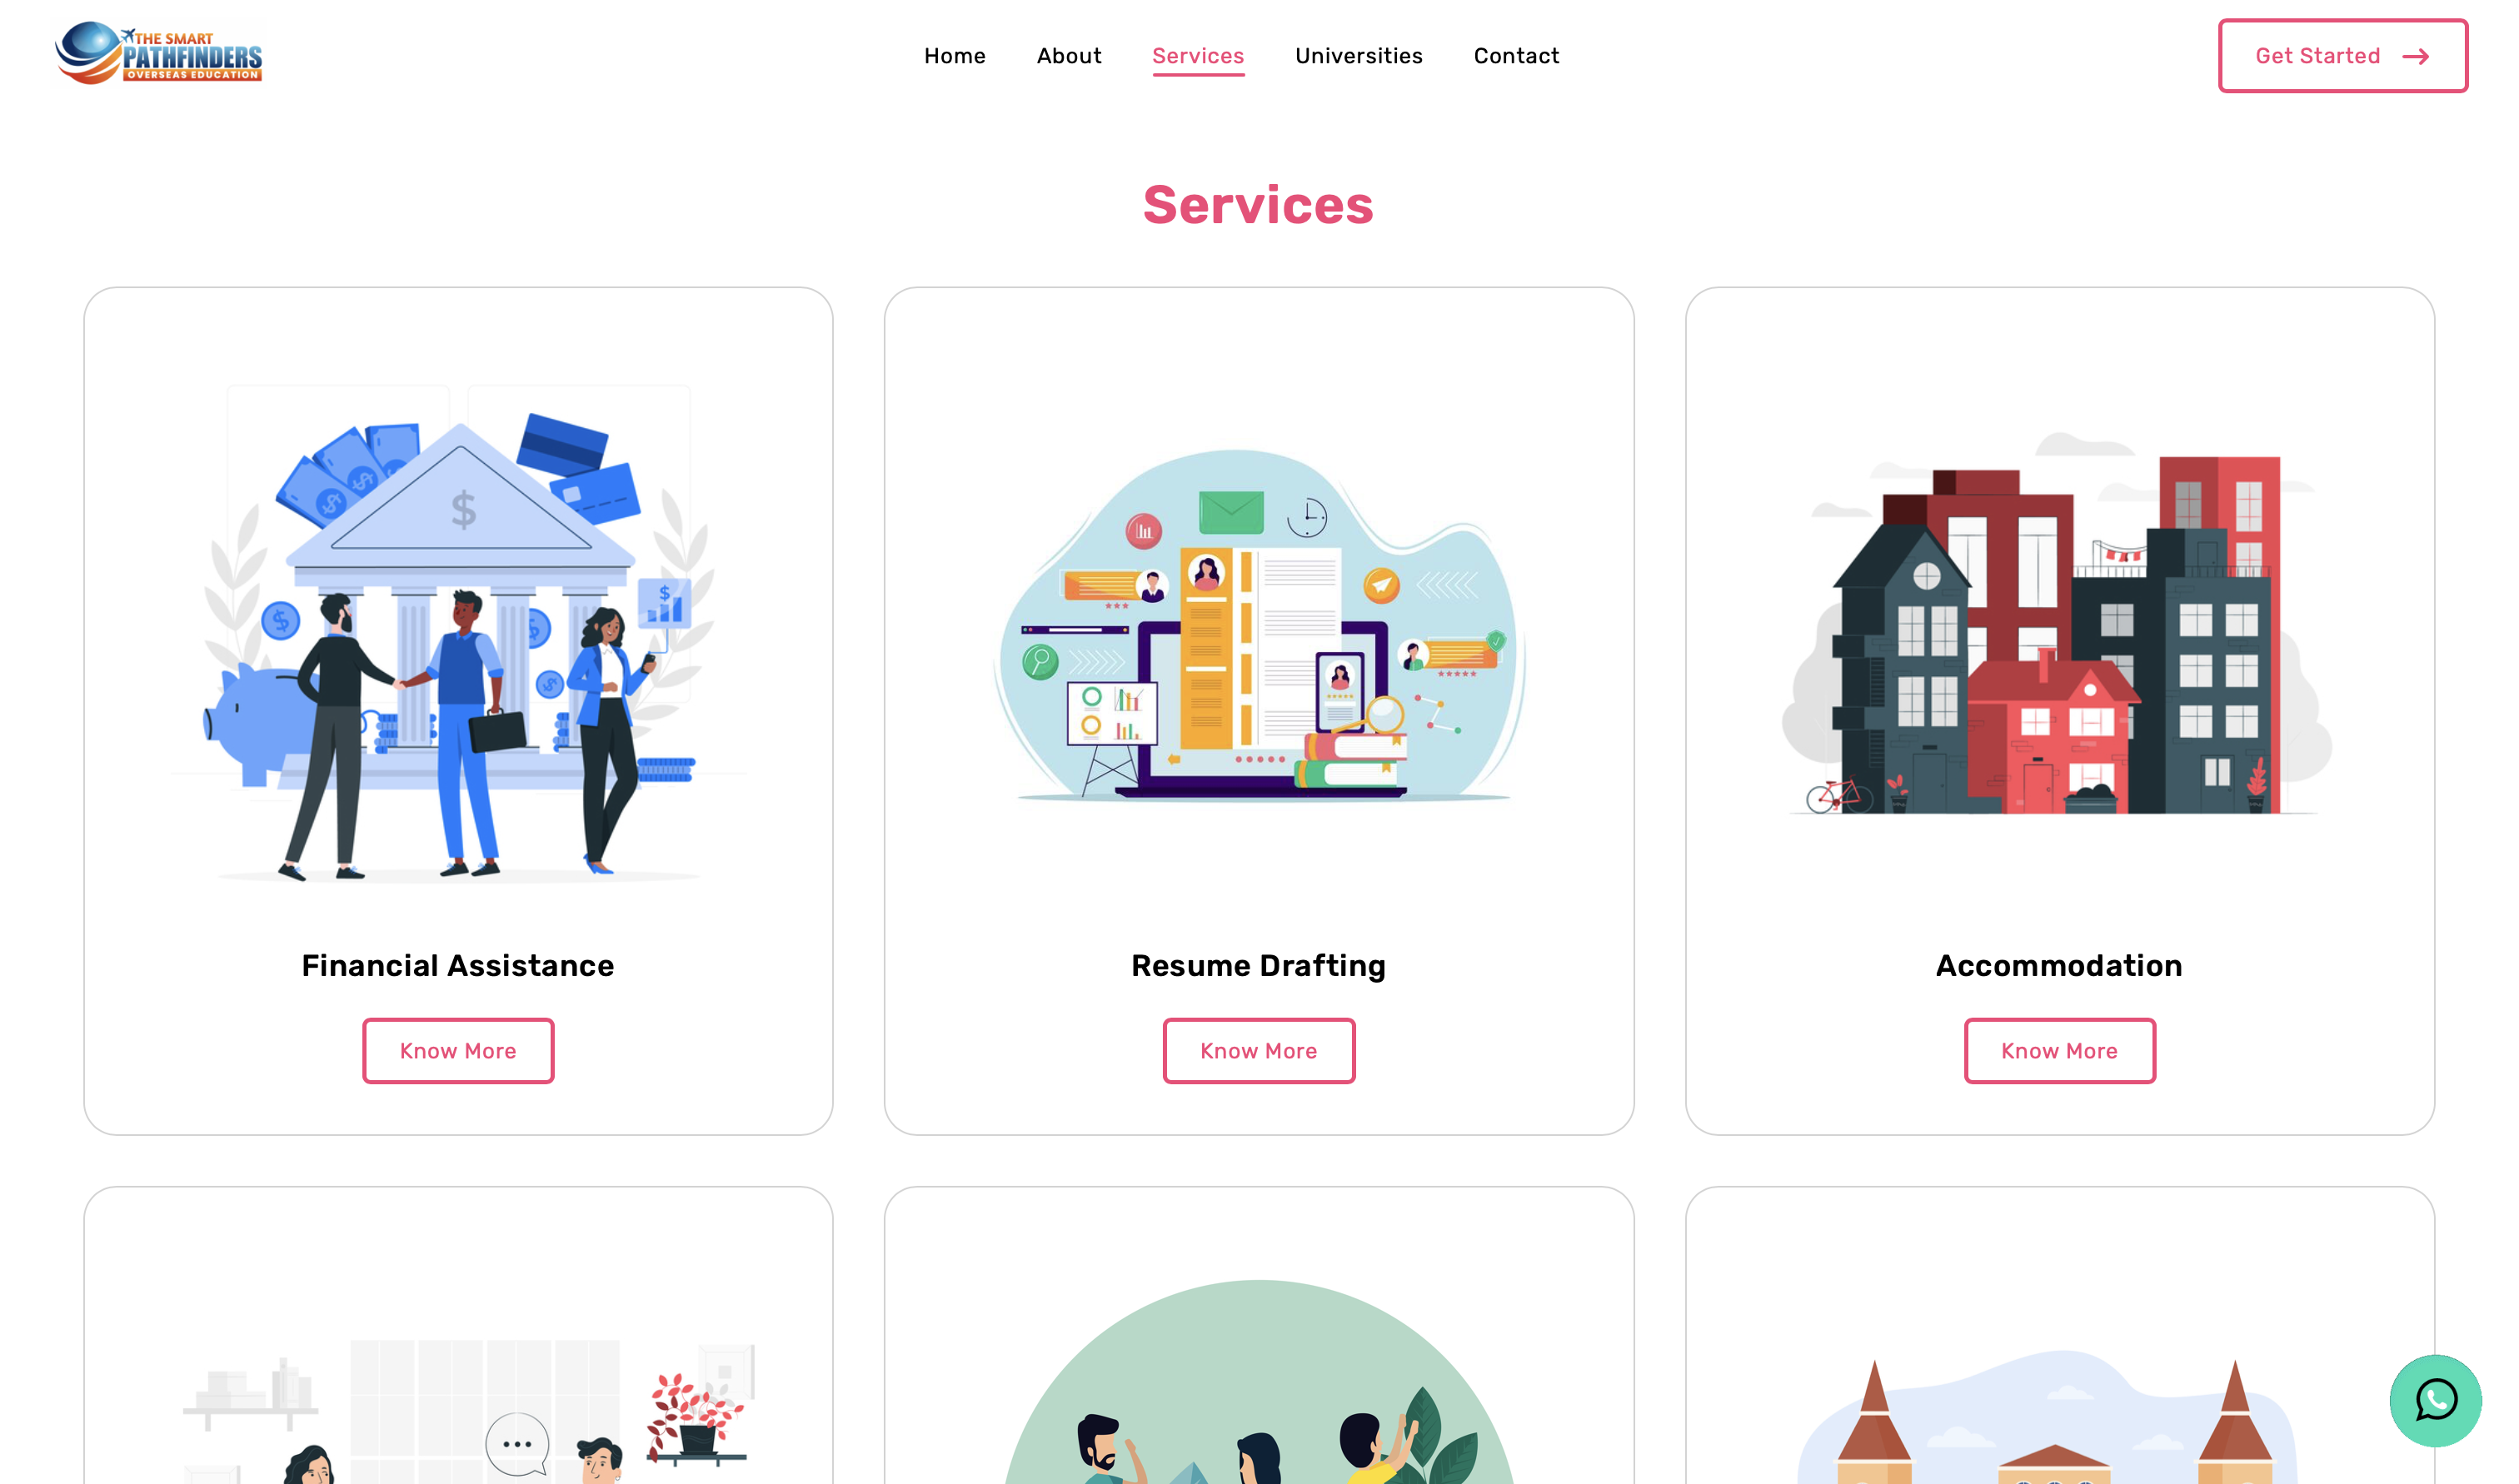 THE SMART
PATHFINDERS
OVERSEAS EDUCATION
Home
About
Services
Universities
Contact
Get Started
Services
$
$
$
$
$
$
$
Financial Assistance
Resume Drafting
Accommodation
Know More
Know More
Know More